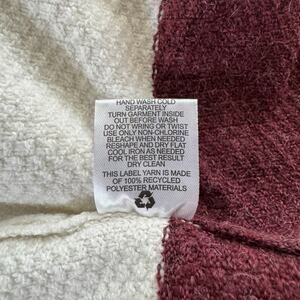 HAND WASH COLD
SEPARATELY
TURN GARMENT INSIDE
OUT BEFORE WASH
DO NOT WRING OR TWIST
USE ONLY NON-CHLORINE
BLEACH WHEN NEEDED
RESHAPE AND DRY FLAT
COOL IRON AS NEEDED
FOR THE BEST RESULT
DRY CLEAN
THIS LABEL YARN IS MADE
OF 100% RECYCLED
POLYESTER MATERIALS